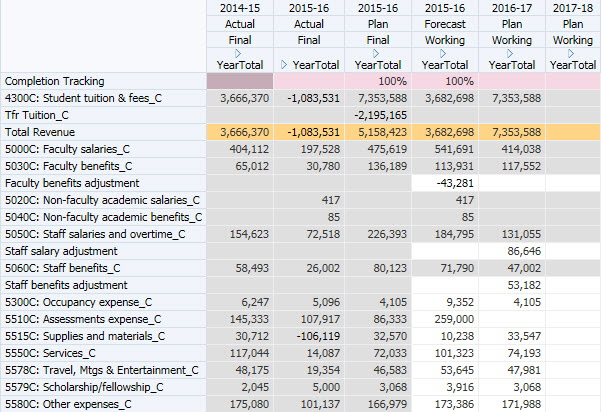 2014-15 2015-16 2015-16 2015-16 2016-17 2017-18
Actual Actual Plan Forecast Plan Plan
Final Final Final Working Working Working
YearTotal YearTotal YearTotal YearTotal YearTotal YearTotal
Completion Tracking 100% 100%
4300C: Student tuition & fees_C 3,666,370 -1,083,531 7,353,588 3,682,698 7,353,588
Tfr Tuition_C -2,195,165
Total Revenue 3,666,370 -1,083,531 5,158,423 3,682,698 7,353,588
5000C: Faculty salaries_C 404,112 197,528 475,619 541,691 414,038
5030C: Faculty benefits_C 65,012 30,780 136,189 113,931 117,552
Faculty benefits adjustment -43,281
5020C: Non-faculty academic salaries_C 417 417
5040C: Non-faculty academic benefits_C 85 85
5050C: Staff salaries and overtime_C 154,623 72,518 226,393 184,795 131,055
Staff salary adjustment 86,646
5060C: Staff benefits_C 58,493 26,002 80,123 71,790 47,002
Staff benefits adjustment 53,182
5300C: Occupancy expense_C 6,247 5,096 4,105 9,352 4,105
5510C: Assessments expense_C 145,333 107,917 86,333 259,000
5515C: Supplies and materials_C 30,712 -106,119 32,570 10,238 33,547
5550C: Services_C 117,044 14,087 72,033 101,323 74,193
5578C: Travel, Mtgs & Entertainment_C 48,175 19,354 46,583 53,645 47,981
5579C: Scholarship/fellowship_C 2,045 5,000 3,068 3,916 3,068
5580C: Other expenses_C 175,080 101,137 166,979 173,386 171,988